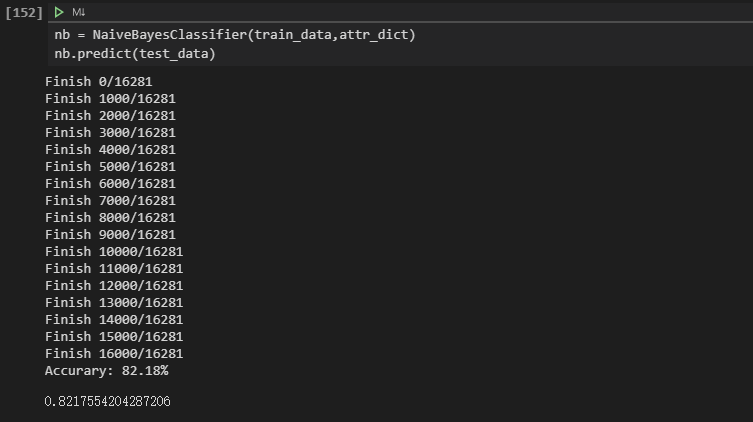 [152]
M↓
nb = NaiveBayesClassifier(train_data,attr_dict)
nb.predict(test_data)
Finish 0/16281
Finish 1000/16281
Finish 2000/16281
Finish 3000/16281
Finish 4000/16281
Finish 5000/16281
Finish 6000/16281
Finish 7000/16281
Finish 8000/16281
Finish 9000/16281
Finish 10000/16281
Finish 11000/16281
Finish 12000/16281
Finish 13000/16281
Finish 14000/16281
Finish 15000/16281
Finish 16000/16281
Accurary: 82.18%
0.8217554204287206